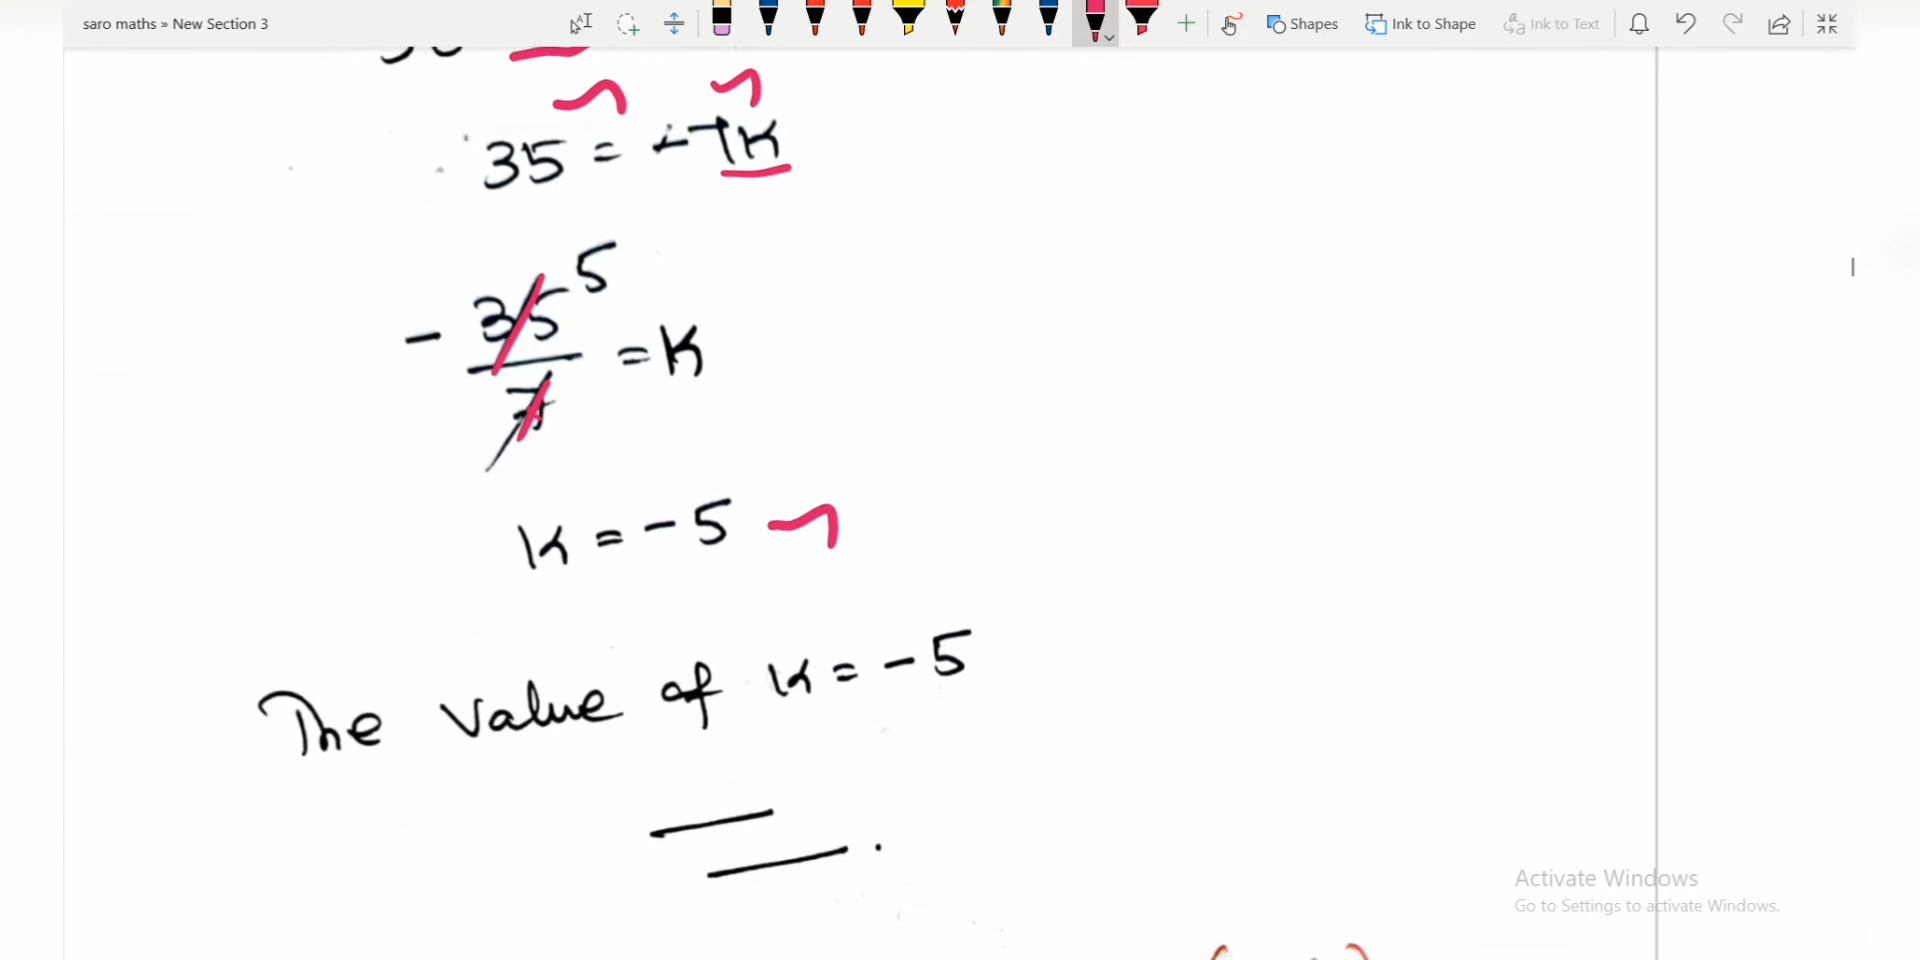 saro maths » New Section 3
Shapes
Ink to Shape
Ink to Text
35 = -7K
- 35/7 5 = K
K = - 5
The value of K = - 5
Activate Windows
Go to Settings to activate Windows.